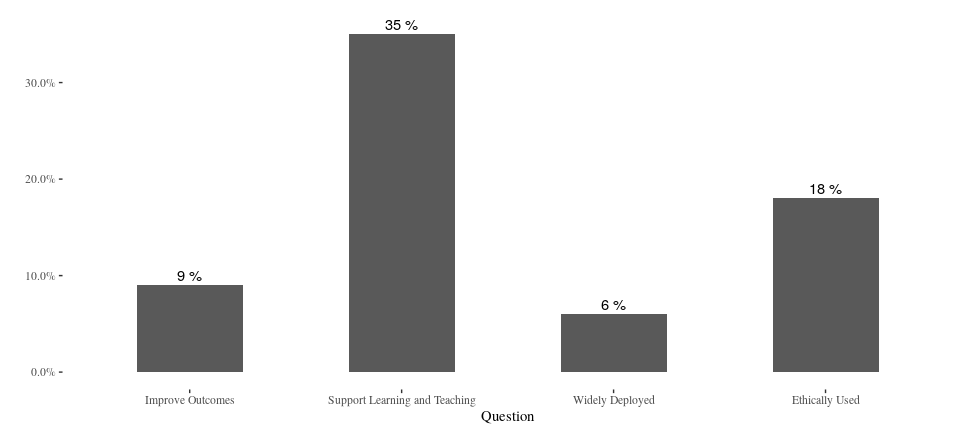 35 %
30.0%
20.0%
18 %
10.0%
9 %
6 %
0.0%
Improve Outcomes
Support Learning and Teaching
Widely Deployed
Ethically Used
Question